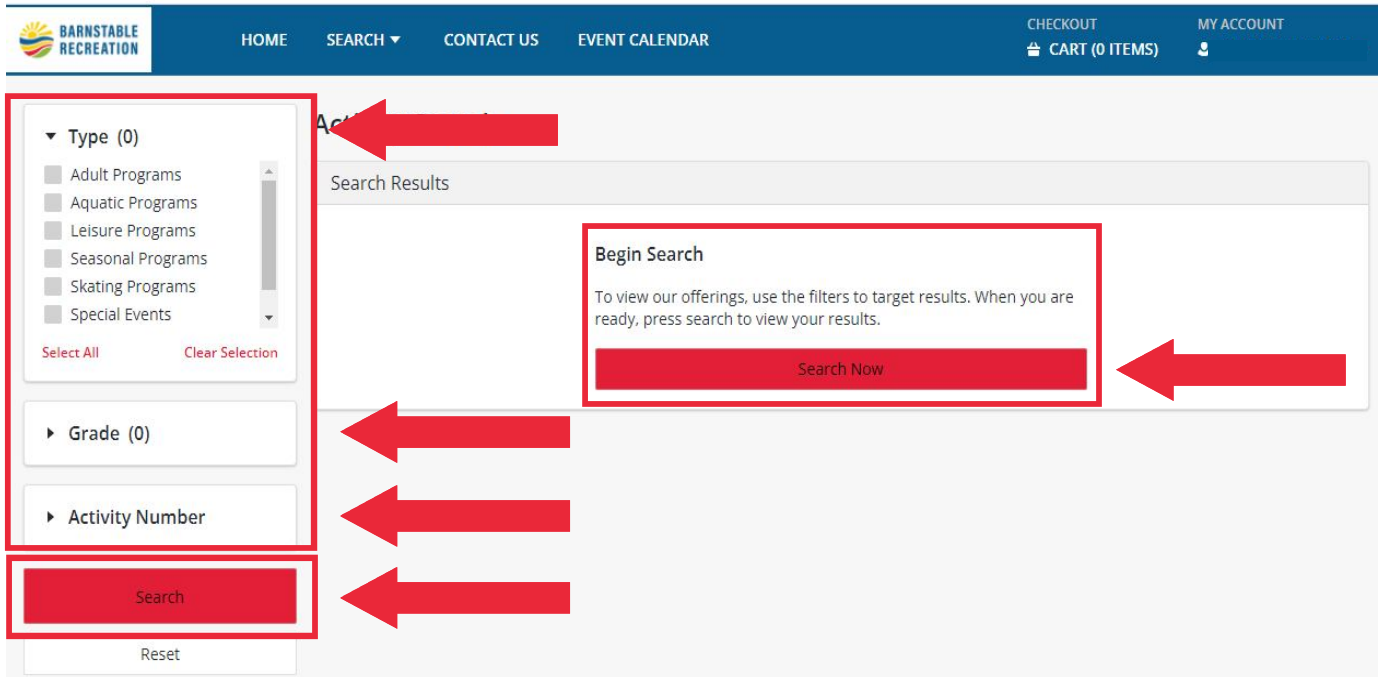 BARNSTABLE
RECREATION
HOME
SEARCH
CONTACT US
EVENT CALENDAR
CHECKOUT
CART (0 ITEMS)
MY ACCOUNT
Type (0)
Adult Programs
Aquatic Programs
Leisure Programs
Seasonal Programs
Skating Programs
Special Events
Select All
Clear Selection
Grade (0)
Activity Number
Search
Reset
Search Results
Begin Search
To view our offerings, use the filters to target results. When you are
ready, press search to view your results.
Search Now